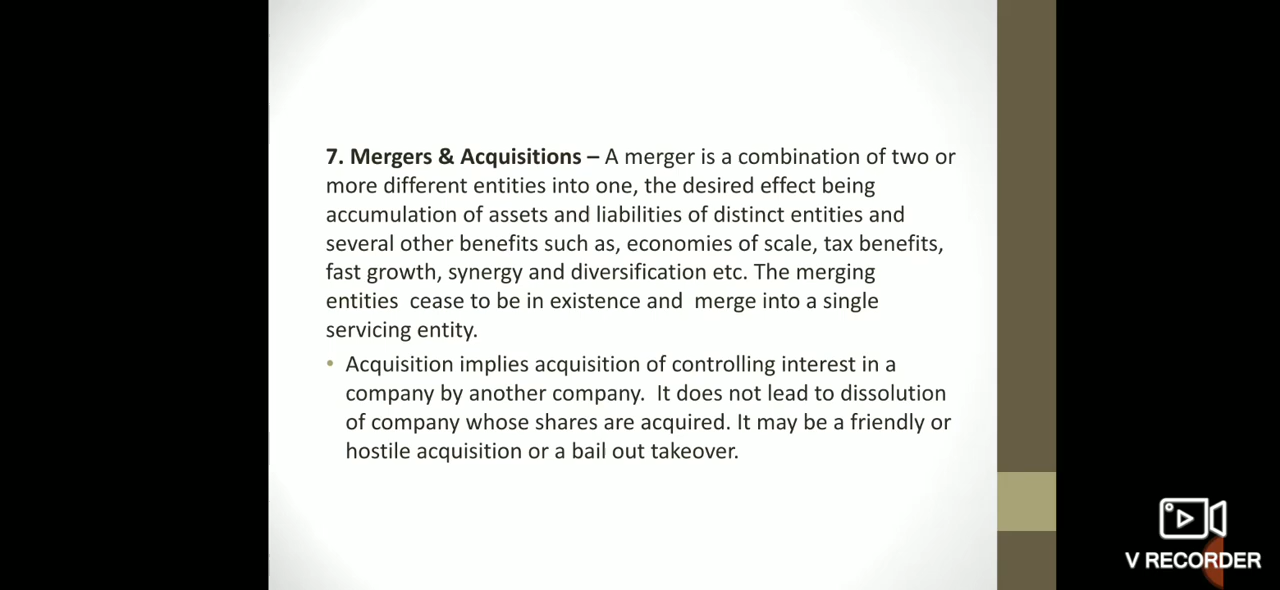 7. Mergers & Acquisitions – A merger is a combination of two or
more different entities into one, the desired effect being
accumulation of assets and liabilities of distinct entities and
several other benefits such as, economies of scale, tax benefits,
fast growth, synergy and diversification etc. The merging
entities  cease to be in existence and  merge into a single
servicing entity.
• Acquisition implies acquisition of controlling interest in a
company by another company.  It does not lead to dissolution
of company whose shares are acquired. It may be a friendly or
hostile acquisition or a bail out takeover.
V RECORDER